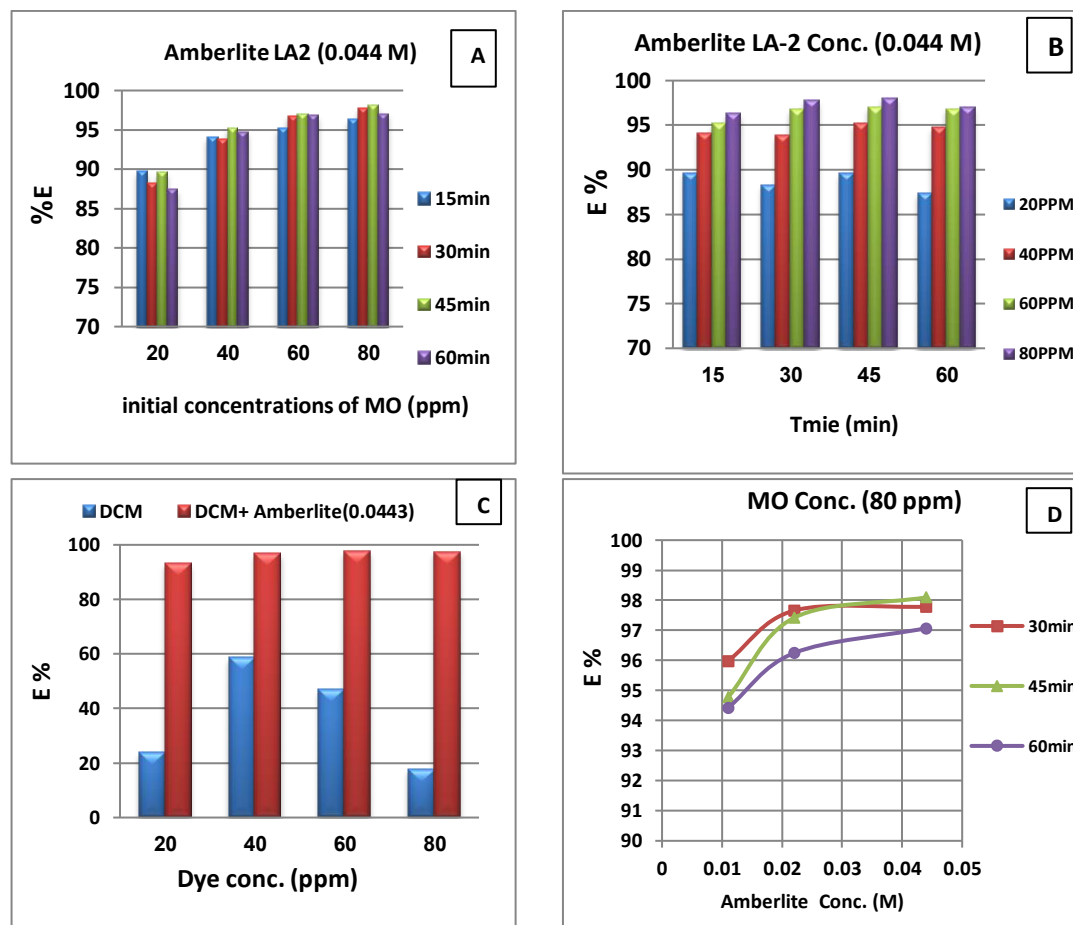 Amberlite LA2 (0.044 M)
A
%E
100
95
90
85
80
75
70
20 40 60 80
initial concentrations of MO (ppm)
15min
30min
45min
60min
Amberlite LA-2 Conc. (0.044 M)
B
E %
100
95
90
85
80
75
70
15 30 45 60
Tmie (min)
20PPM
40PPM
60PPM
80PPM
DCM DCM+ Amberlite(0.0443)
C
E %
100
80
60
40
20
0
20 40 60 80
Dye conc. (ppm)
MO Conc. (80 ppm)
D
E %
100
99
98
97
96
95
94
93
92
91
90
0 0.01 0.02 0.03 0.04 0.05
Amberlite Conc. (M)
30min
45min
60min